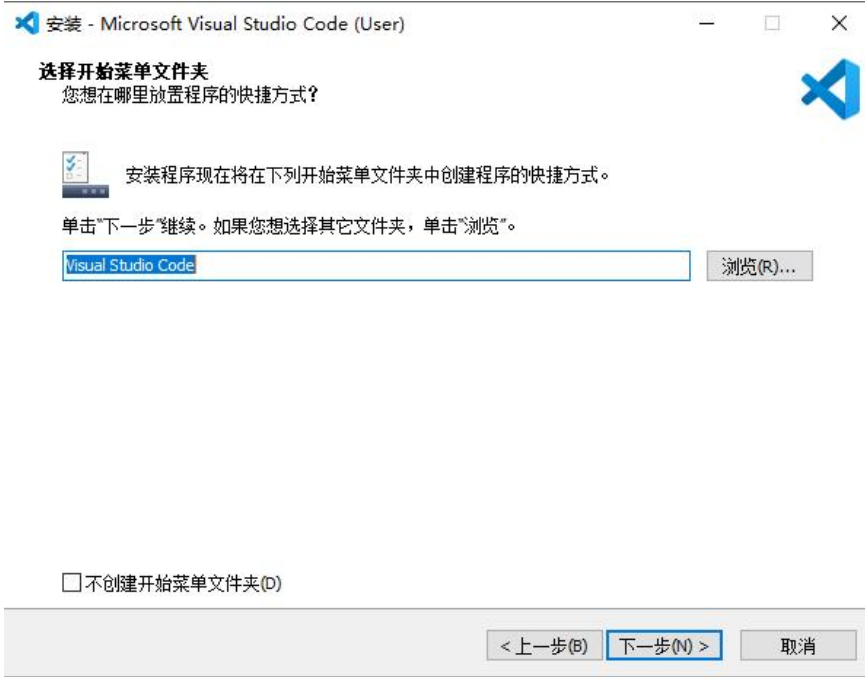 安装 - Microsoft Visual Studio Code (User)
选择开始菜单文件夹
您想在哪里放置程序的快捷方式?
安装程序现在将在下列开始菜单文件夹中创建程序的快捷方式。
单击"下一步"继续。如果您想选择其它文件夹，单击"浏览"。
Visual Studio Code 浏览(R)...
不创建开始菜单文件夹(D)
< 上一步(B) 下一步(N) > 取消